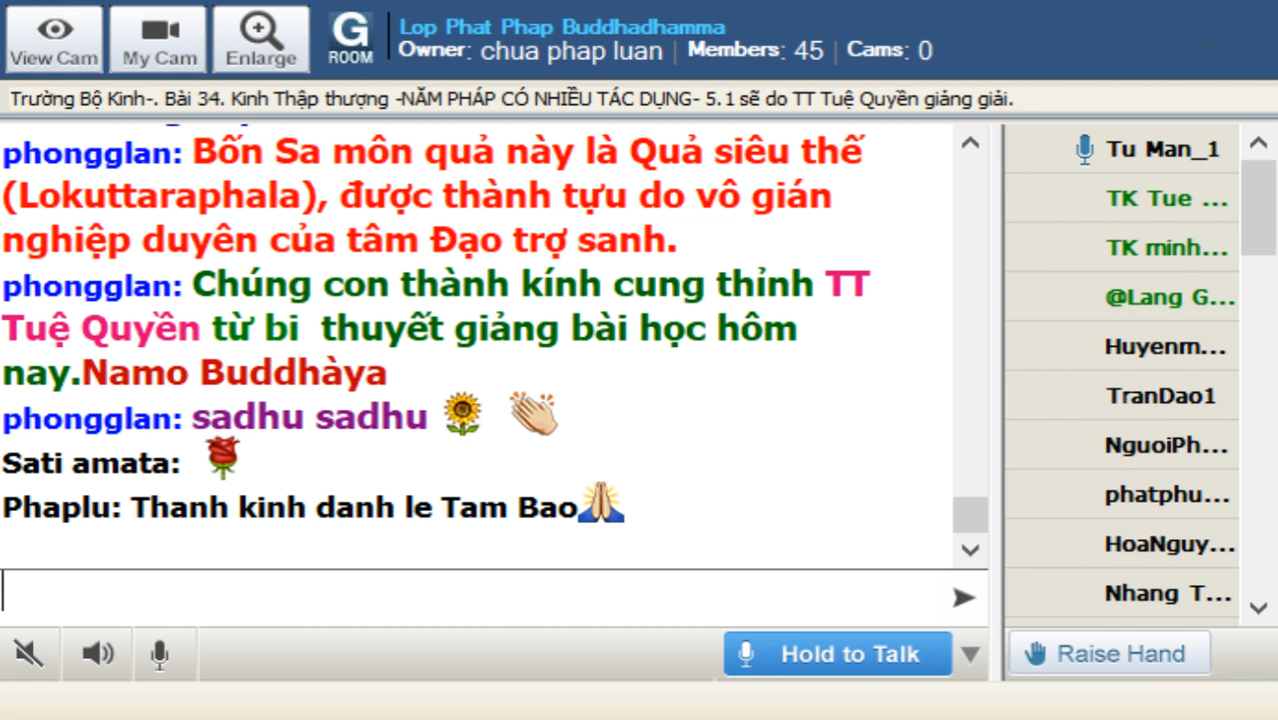 Lop Phat Phap Buddhadhamma
View Cam My Cam Enlarge G ROOM Owner: chua phap luan | Members: 45 | Cams: 0
Trường Bộ Kinh-. Bài 34. Kinh Thập thượng -NĂM PHÁP CÓ NHIỀU TÁC DỤNG- 5.1 sẽ do TT Tuệ Quyền giảng giải.
phongglan: Bốn Sa môn quả này là Quả siêu thế
(Lokuttaraphala), được thành tựu do vô gián
nghiệp duyên của tâm Đạo trợ sanh.
phongglan: Chúng con thành kính cung thỉnh TT
Tuệ Quyền từ bi thuyết giảng bài học hôm
nay.Namo Buddhàya
phongglan: sadhu sadhu
Sati amata:
Phaplu: Thanh kinh danh le Tam Bao
Tu Man_1
TK Tue ...
TK minh...
@Lang G...
Huyenm...
TranDao1
NguoiPh...
phatphu...
HoaNguy...
Nhang T...
Hold to Talk
Raise Hand